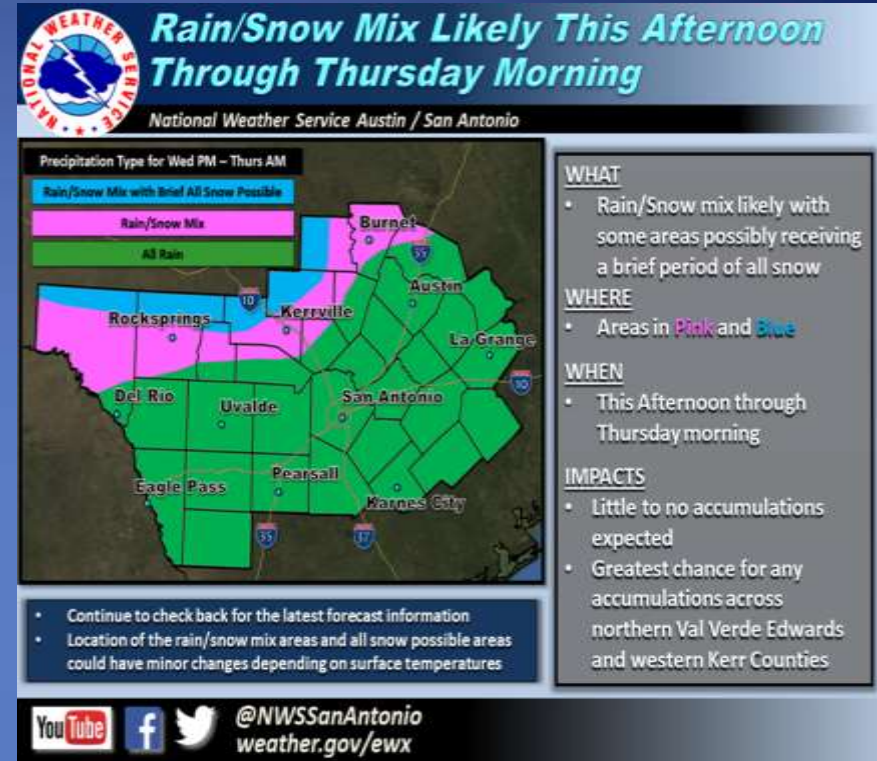 NATIONAL WEATHER SERVICE
Rain/Snow Mix Likely This Afternoon
Through Thursday Morning
National Weather Service Austin / San Antonio
Precipitation Type for Wed PM – Thurs AM
Rain/Snow Mix with Brief All Snow Possible
Rain/Snow Mix
All Rain
Burnet
35
Austin
10
Kerrville
Rocksprings
La Grange
10
Del Rio
Uvalde
San Antonio
Eagle Pass
Pearsall
Karnes City
35
37
WHAT
• Rain/Snow mix likely with
some areas possibly receiving
a brief period of all snow
WHERE
• Areas in Pink and Blue
WHEN
• This Afternoon through
Thursday morning
IMPACTS
• Little to no accumulations
expected
• Greatest chance for any
accumulations across
northern Val Verde Edwards
and western Kerr Counties
• Continue to check back for the latest forecast information
• Location of the rain/snow mix areas and all snow possible areas
could have minor changes depending on surface temperatures
You Tube
f
@NWSSanAntonio
weather.gov/ewx